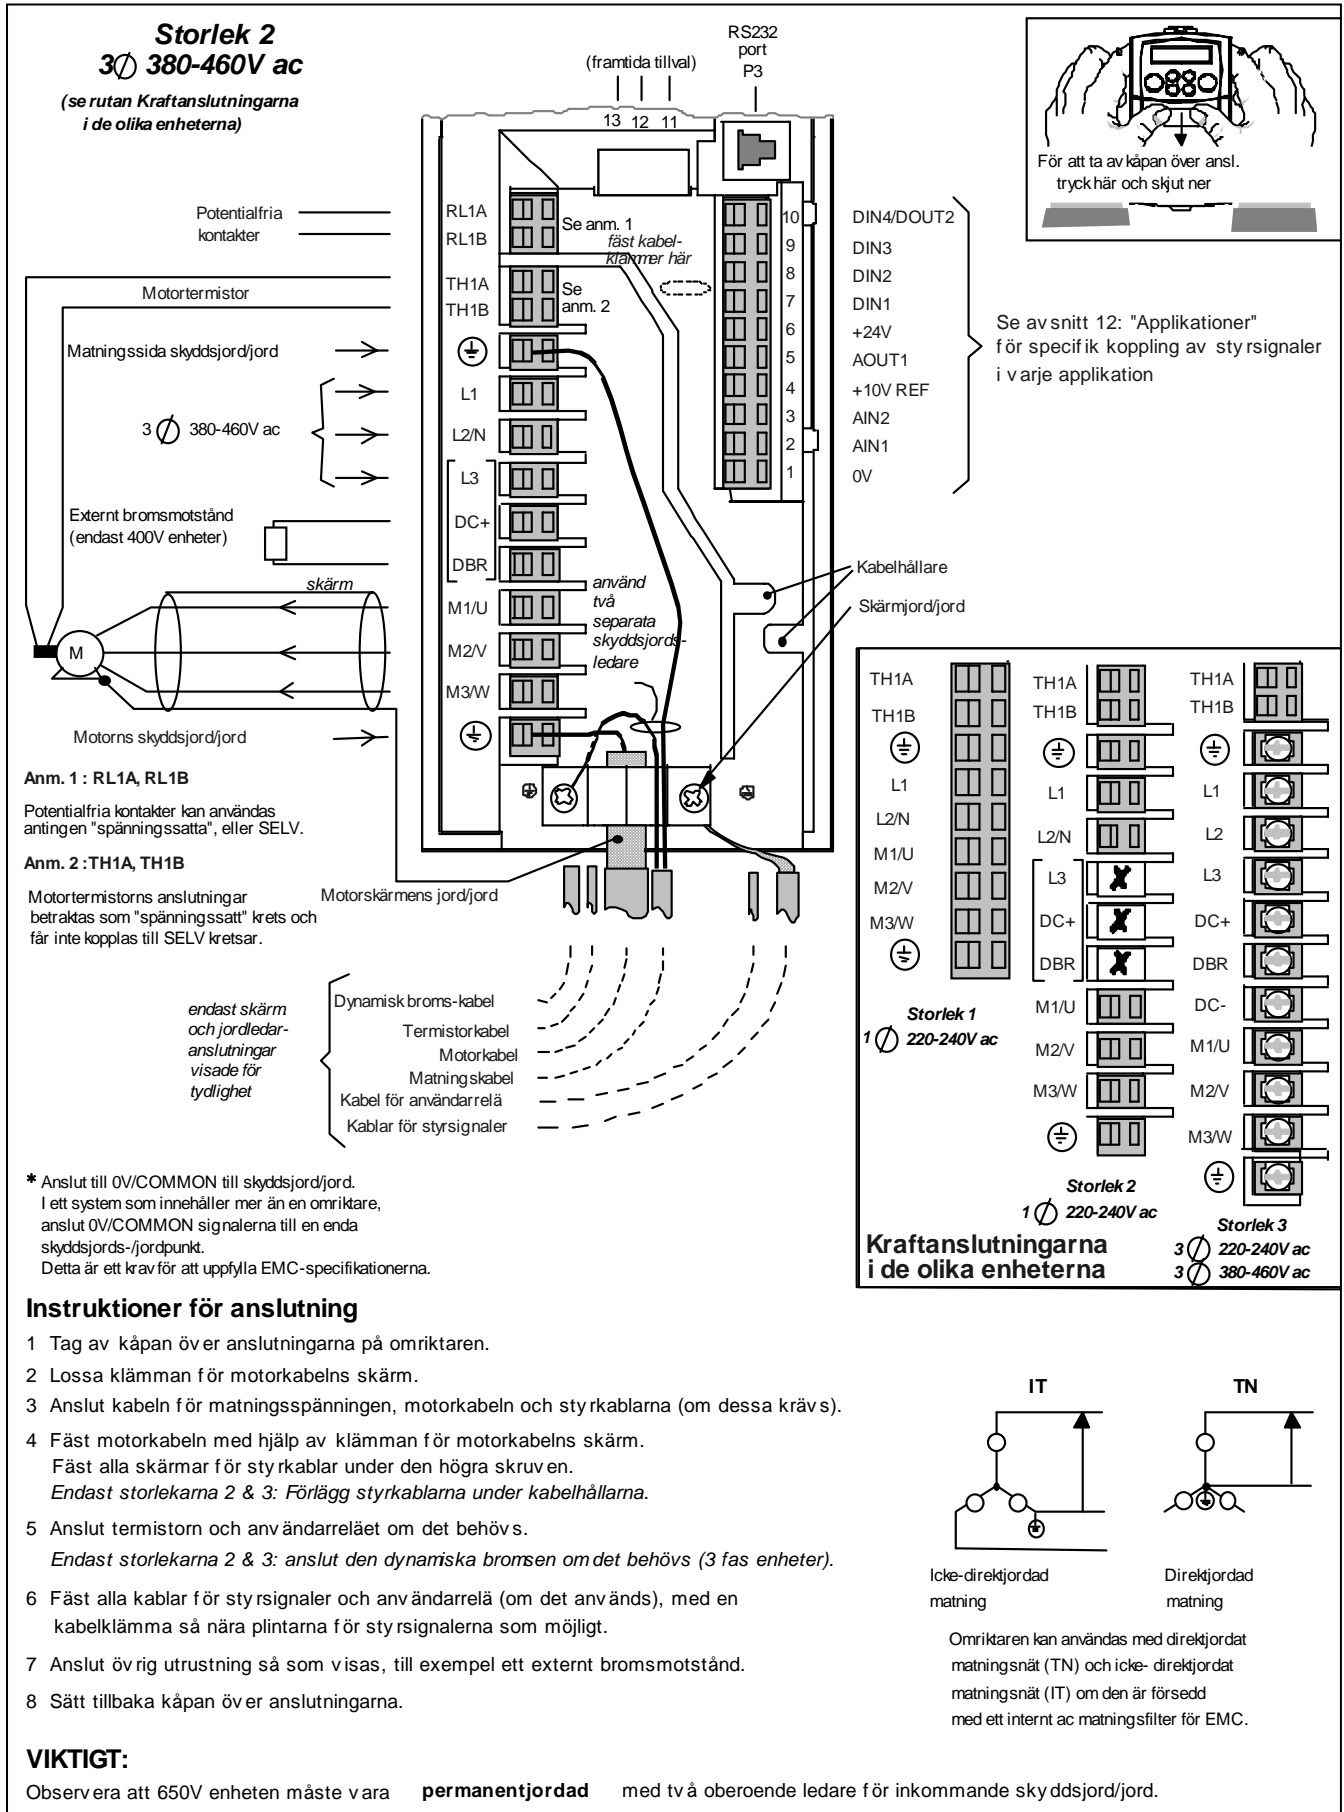 Storlek 2
3Ø 380-460V ac
(se rutan Kraftanslutningarna
i de olika enheterna)
(framtida tillval)
13 12 11
RS232
port
P3
För att ta av kåpan över ansl.
tryck här och skjut ner
Potentialfria
kontakter
Motortermistor
Matningssida skyddsjord/jord
3 Ø 380-460V ac
Externt bromsmotstånd
(endast 400V enheter)
skärm
M
Motorns skyddsjord/jord
RL1A
RL1B
TH1A
TH1B
L1
L2/N
L3
DC+
DBR
M1/U
M2/V
M3/W
Se anm. 1
fäst kabel-
klämmer här
Se
anm. 2
använd
två
separata
skyddsjords-
ledare
10
9
8
7
6
5
4
3
2
1
DIN4/DOUT2
DIN3
DIN2
DIN1
+24V
AOUT1
+10V REF
AIN2
AIN1
0V
Se avsnitt 12: "Applikationer"
för specifik koppling av styrsignaler
i varje applikation
Kabelhållare
Skärmjord/jord
Anm. 1 : RL1A, RL1B
Potentialfria kontakter kan användas
antingen "spänningssatta", eller SELV.
Anm. 2 :TH1A, TH1B
Motortermistorns anslutningar
betraktas som "spänningssatt" krets och
får inte kopplas till SELV kretsar.
Motorskärmens jord/jord
endast skärm
och jordledar-
anslutningar
visade för
tydlighet
Dynamisk broms-kabel
Termistorkabel
Motorkabel
Matningskabel
Kabel för användarrelä
Kablar för styrsignaler
TH1A
TH1B
L1
L2/N
M1/U
M2/V
M3/W
Storlek 1
1 Ø 220-240V ac
TH1A
TH1B
L1
L2/N
L3
DC+
DBR
M1/U
M2/V
M3/W
Storlek 2
1 Ø 220-240V ac
TH1A
TH1B
L1
L2
L3
DC+
DBR
DC-
M1/U
M2/V
M3/W
Storlek 3
3 Ø 220-240V ac
3 Ø 380-460V ac
Kraftanslutningarna
i de olika enheterna
* Anslut till 0V/COMMON till skyddsjord/jord.
I ett system som innehåller mer än en omriktare,
anslut 0V/COMMON signalerna till en enda
skyddsjords-/jordpunkt.
Detta är ett krav för att uppfylla EMC-specifikationerna.
Instruktioner för anslutning
1 Tag av kåpan över anslutningarna på omriktaren.
2 Lossa klämman för motorkabelns skärm.
3 Anslut kabeln för matningsspänningen, motorkabeln och styrkablarna (om dessa krävs).
4 Fäst motorkabeln med hjälp av klämman för motorkabelns skärm.
Fäst alla skärmar för styrkablar under den högra skruven.
Endast storlekarna 2 & 3: Förlägg styrkablarna under kabelhållarna.
5 Anslut termistorn och användarreläet om det behövs.
Endast storlekarna 2 & 3: anslut den dynamiska bromsen om det behövs (3 fas enheter).
6 Fäst alla kablar för styrsignaler och användarrelä (om det används), med en
kabelklämma så nära plintarna för styrsignalerna som möjligt.
7 Anslut övrig utrustning så som visas, till exempel ett externt bromsmotstånd.
8 Sätt tillbaka kåpan över anslutningarna.
IT
TN
Icke-direktjordad
matning
Direktjordad
matning
Omriktaren kan användas med direktjordat
matningsnät (TN) och icke- direktjordat
matningsnät (IT) om den är försedd
med ett internt ac matningsfilter för EMC.
VIKTIGT:
Observera att 650V enheten måste vara permanentjordad med två oberoende ledare för inkommande skyddsjord/jord.